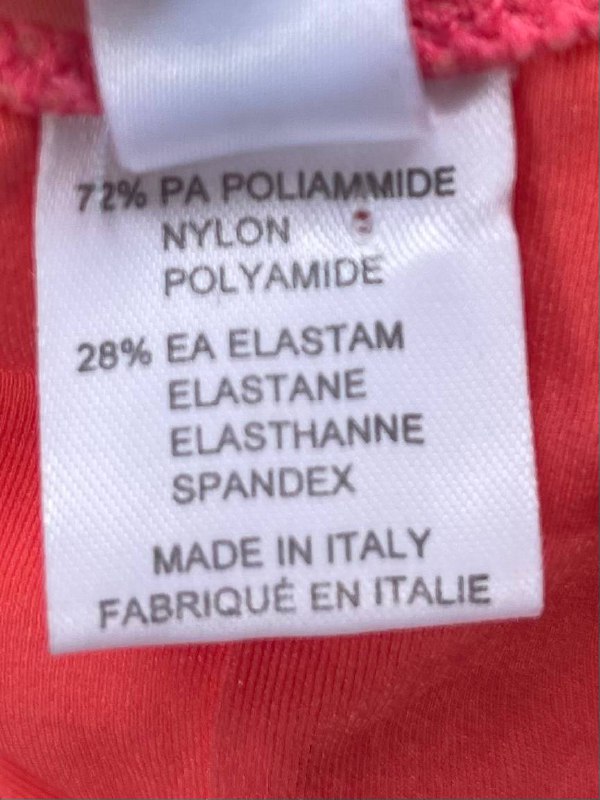 72% PA POLIAMMIDE
NYLON
POLYAMIDE
28% EA ELASTAM
ELASTANE
ELASTHANNE
SPANDEX
MADE IN ITALY
FABRIQUÉ EN ITALIE